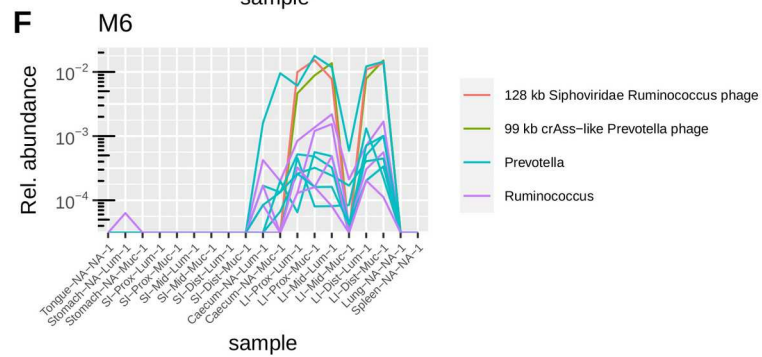 sample
F M6
Rel. abundance
10−2
10−3
10−4
Tongue−NA−NA−1
Stomach−NA−Lum−1
Stomach−NA−Muc−1
SI−Prox−Lum−1
SI−Prox−Muc−1
SI−Mid−Lum−1
SI−Mid−Muc−1
SI−Dist−Lum−1
SI−Dist−Muc−1
Caecum−NA−Lum−1
Caecum−NA−Muc−1
LI−Prox−Lum−1
LI−Prox−Muc−1
LI−Mid−Lum−1
LI−Mid−Muc−1
LI−Dist−Lum−1
LI−Dist−Muc−1
Lung−NA−NA−1
Spleen−NA−NA−1
sample
128 kb Siphoviridae Ruminococcus phage
99 kb crAss−like Prevotella phage
Prevotella
Ruminococcus